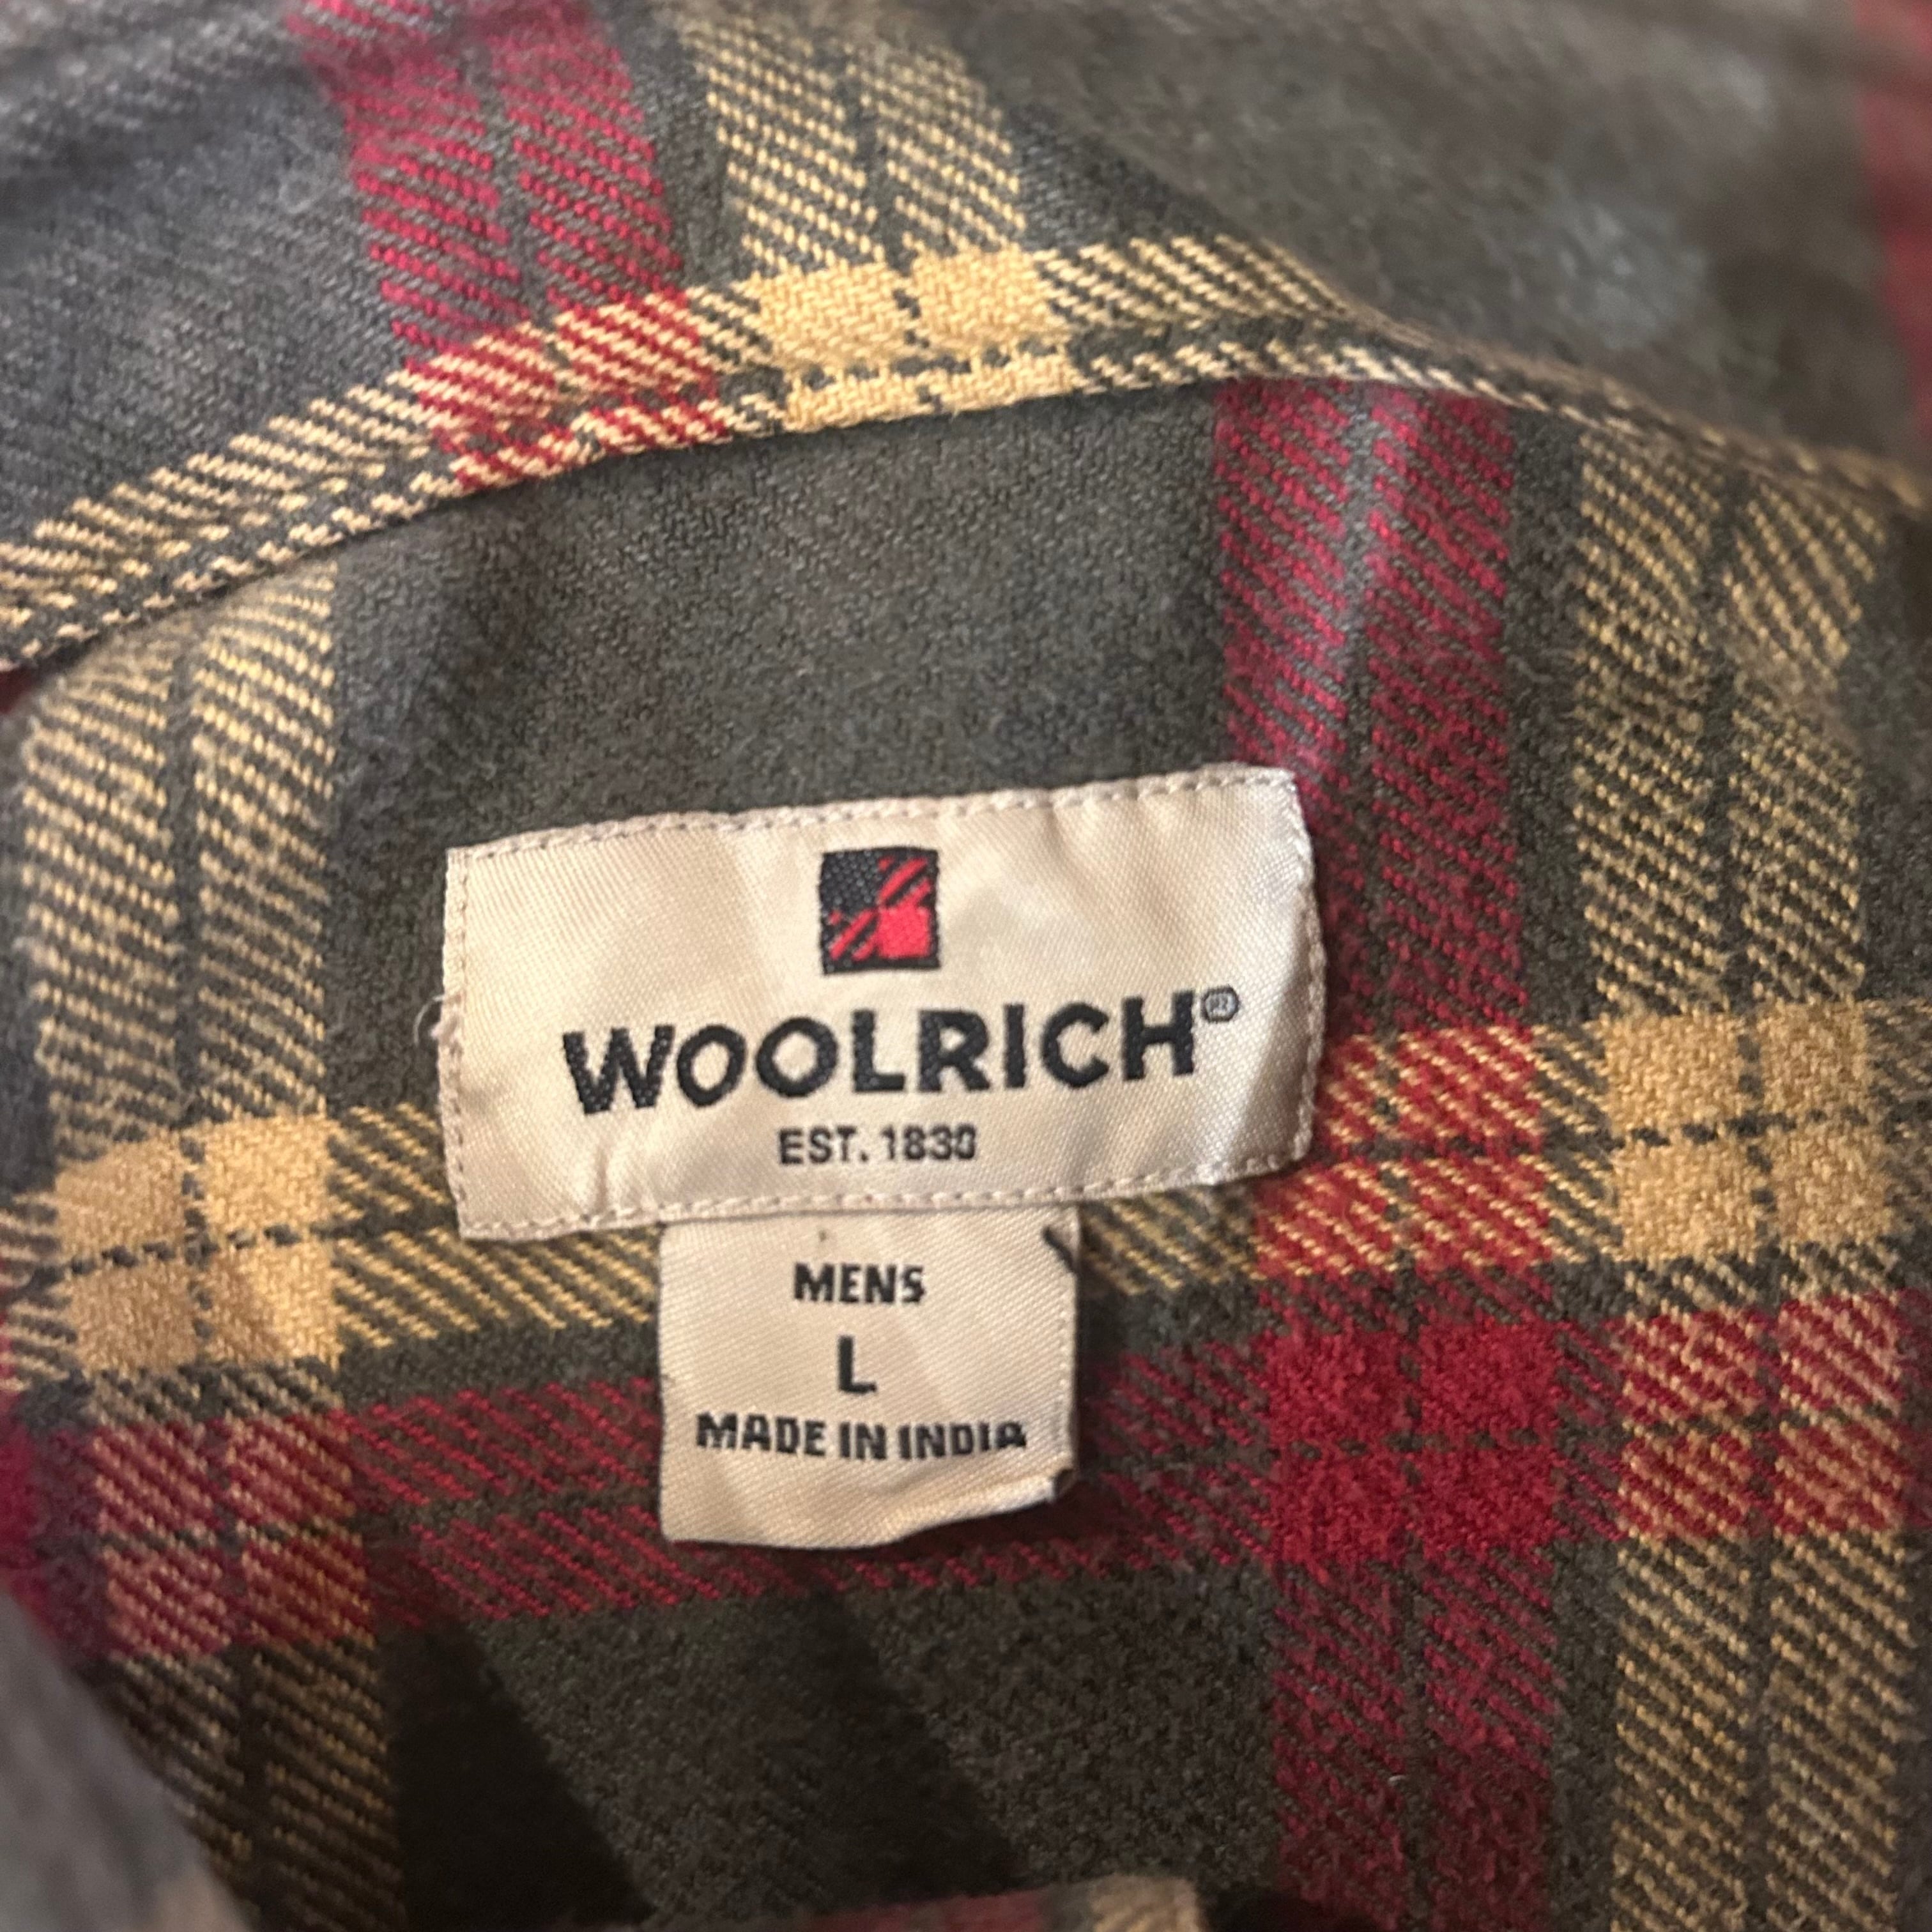 WOOLRICH®
EST. 1830
MENS
L
MADE IN INDIA